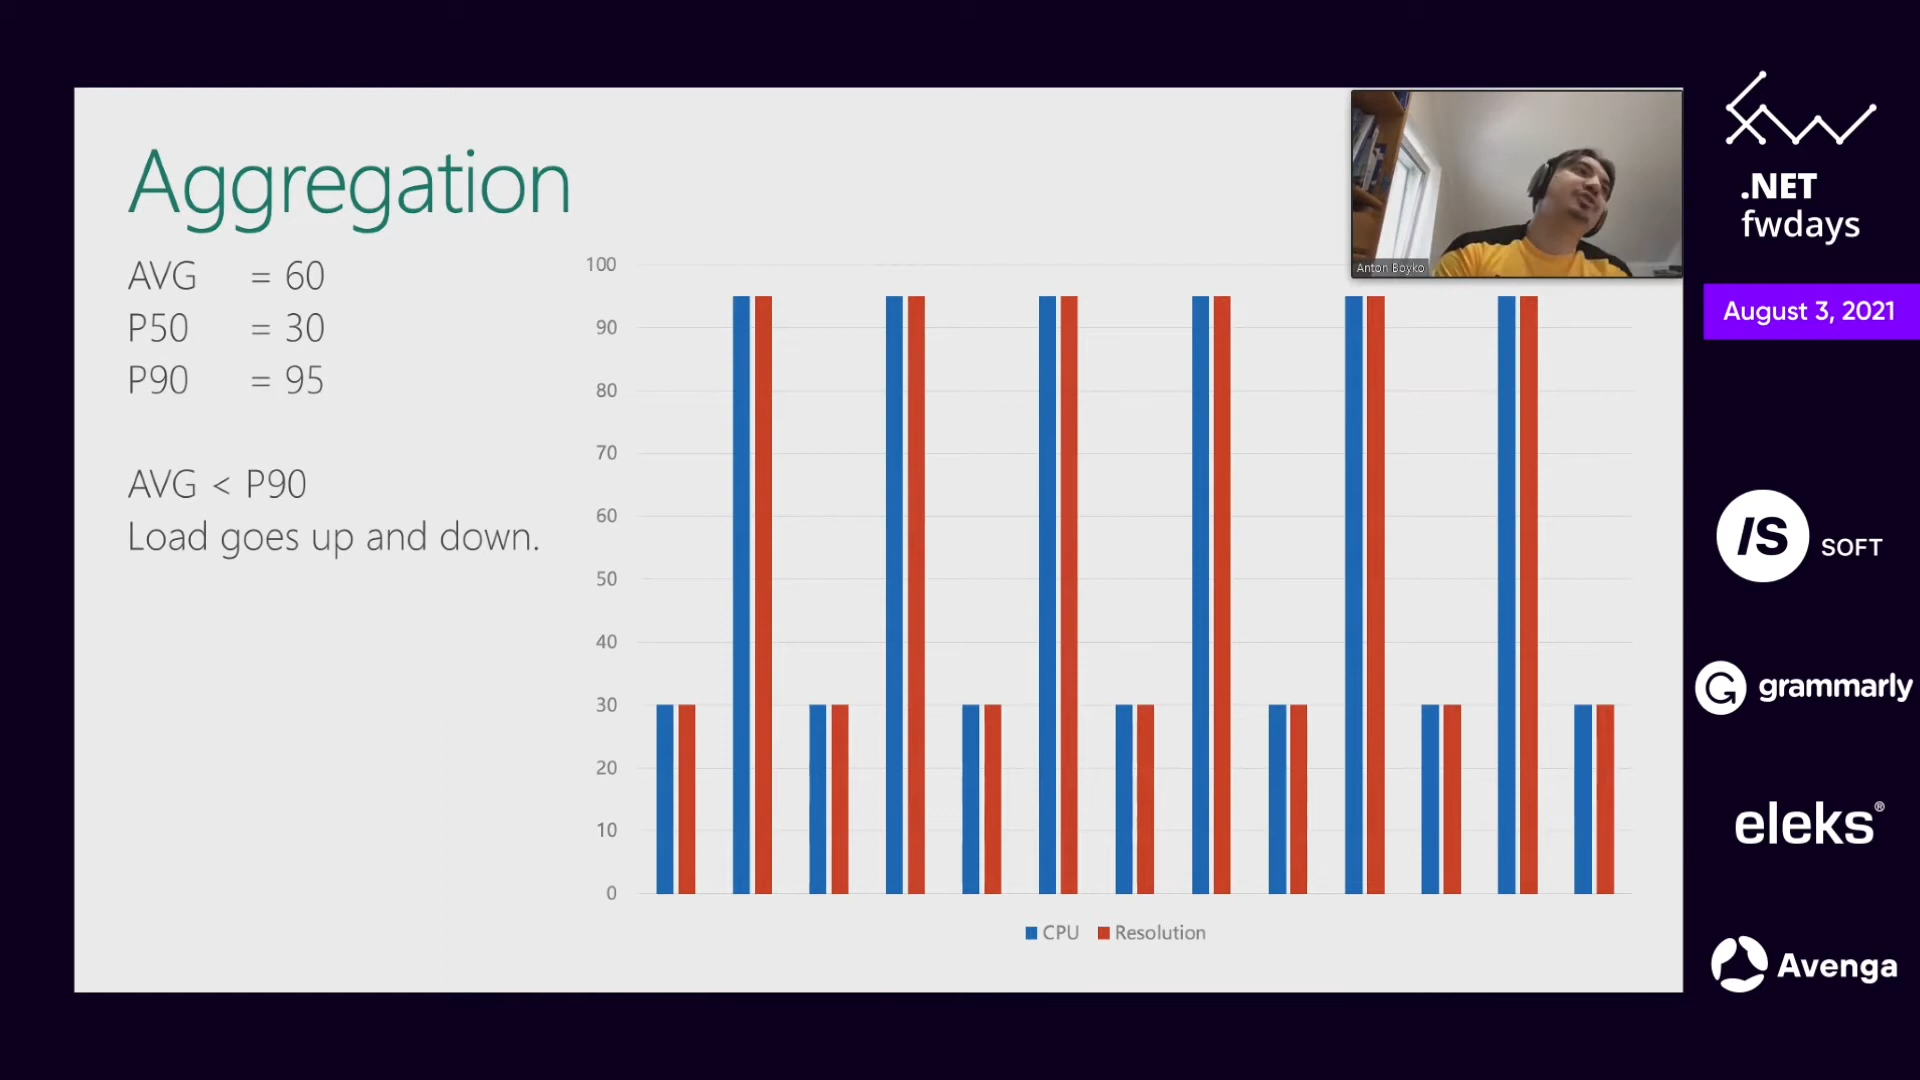 Aggregation
AVG = 60
P50 = 30
P90 = 95
AVG < P90
Load goes up and down.
100
90
80
70
60
50
40
30
20
10
0
CPU
Resolution
Anton Boyko
.NET
fwdays
August 3, 2021
/S SOFT
grammarly
eleks®
Avenga